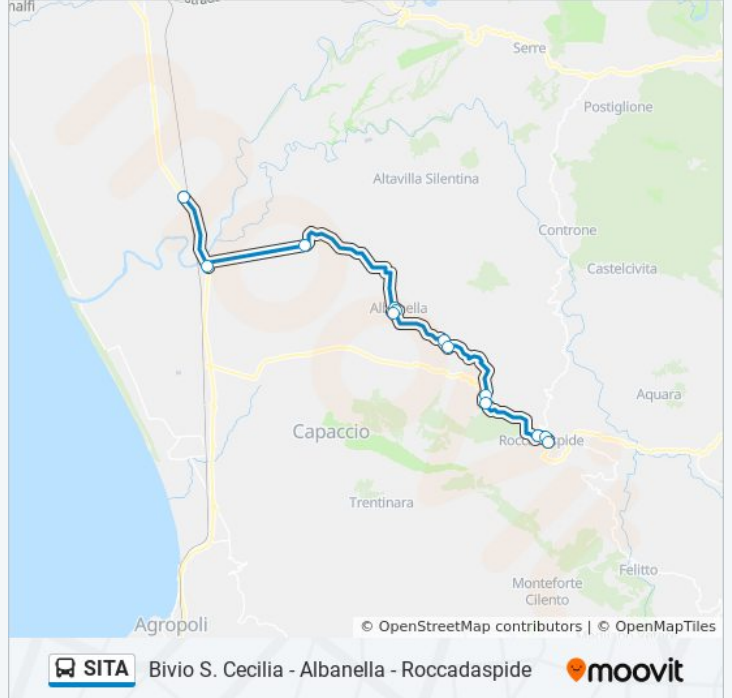 malfi
Serre
Postiglione
Altavilla Silentina
Controne
Castelcivita
Aquara
Capaccio
Trentinara
Felitto
Monteforte
Cilento
Agropoli
© OpenStreetMap contributors | © OpenMapTiles
SITA Bivio S. Cecilia - Albanella - Roccadaspide moovit